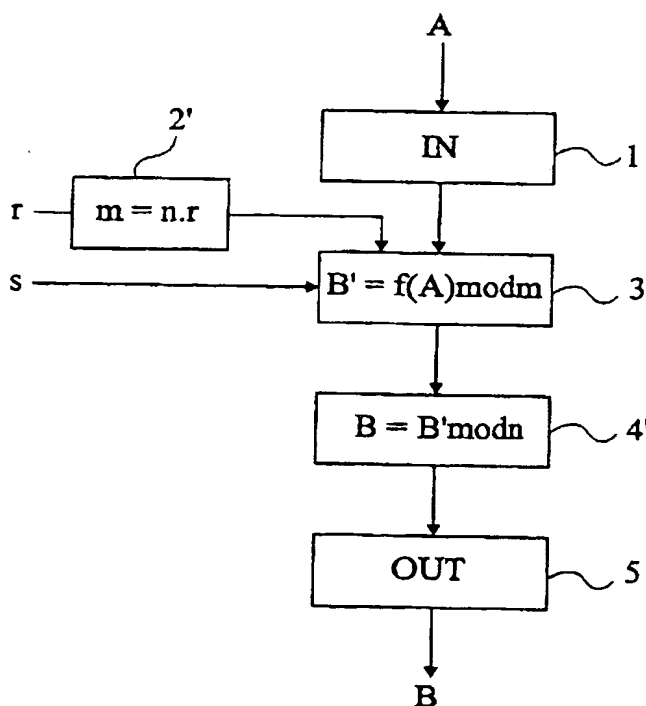 A
2'
IN
1
r
m = n.r
s
B' = f(A)modm
3
B = B'modn
4'
OUT
5
B